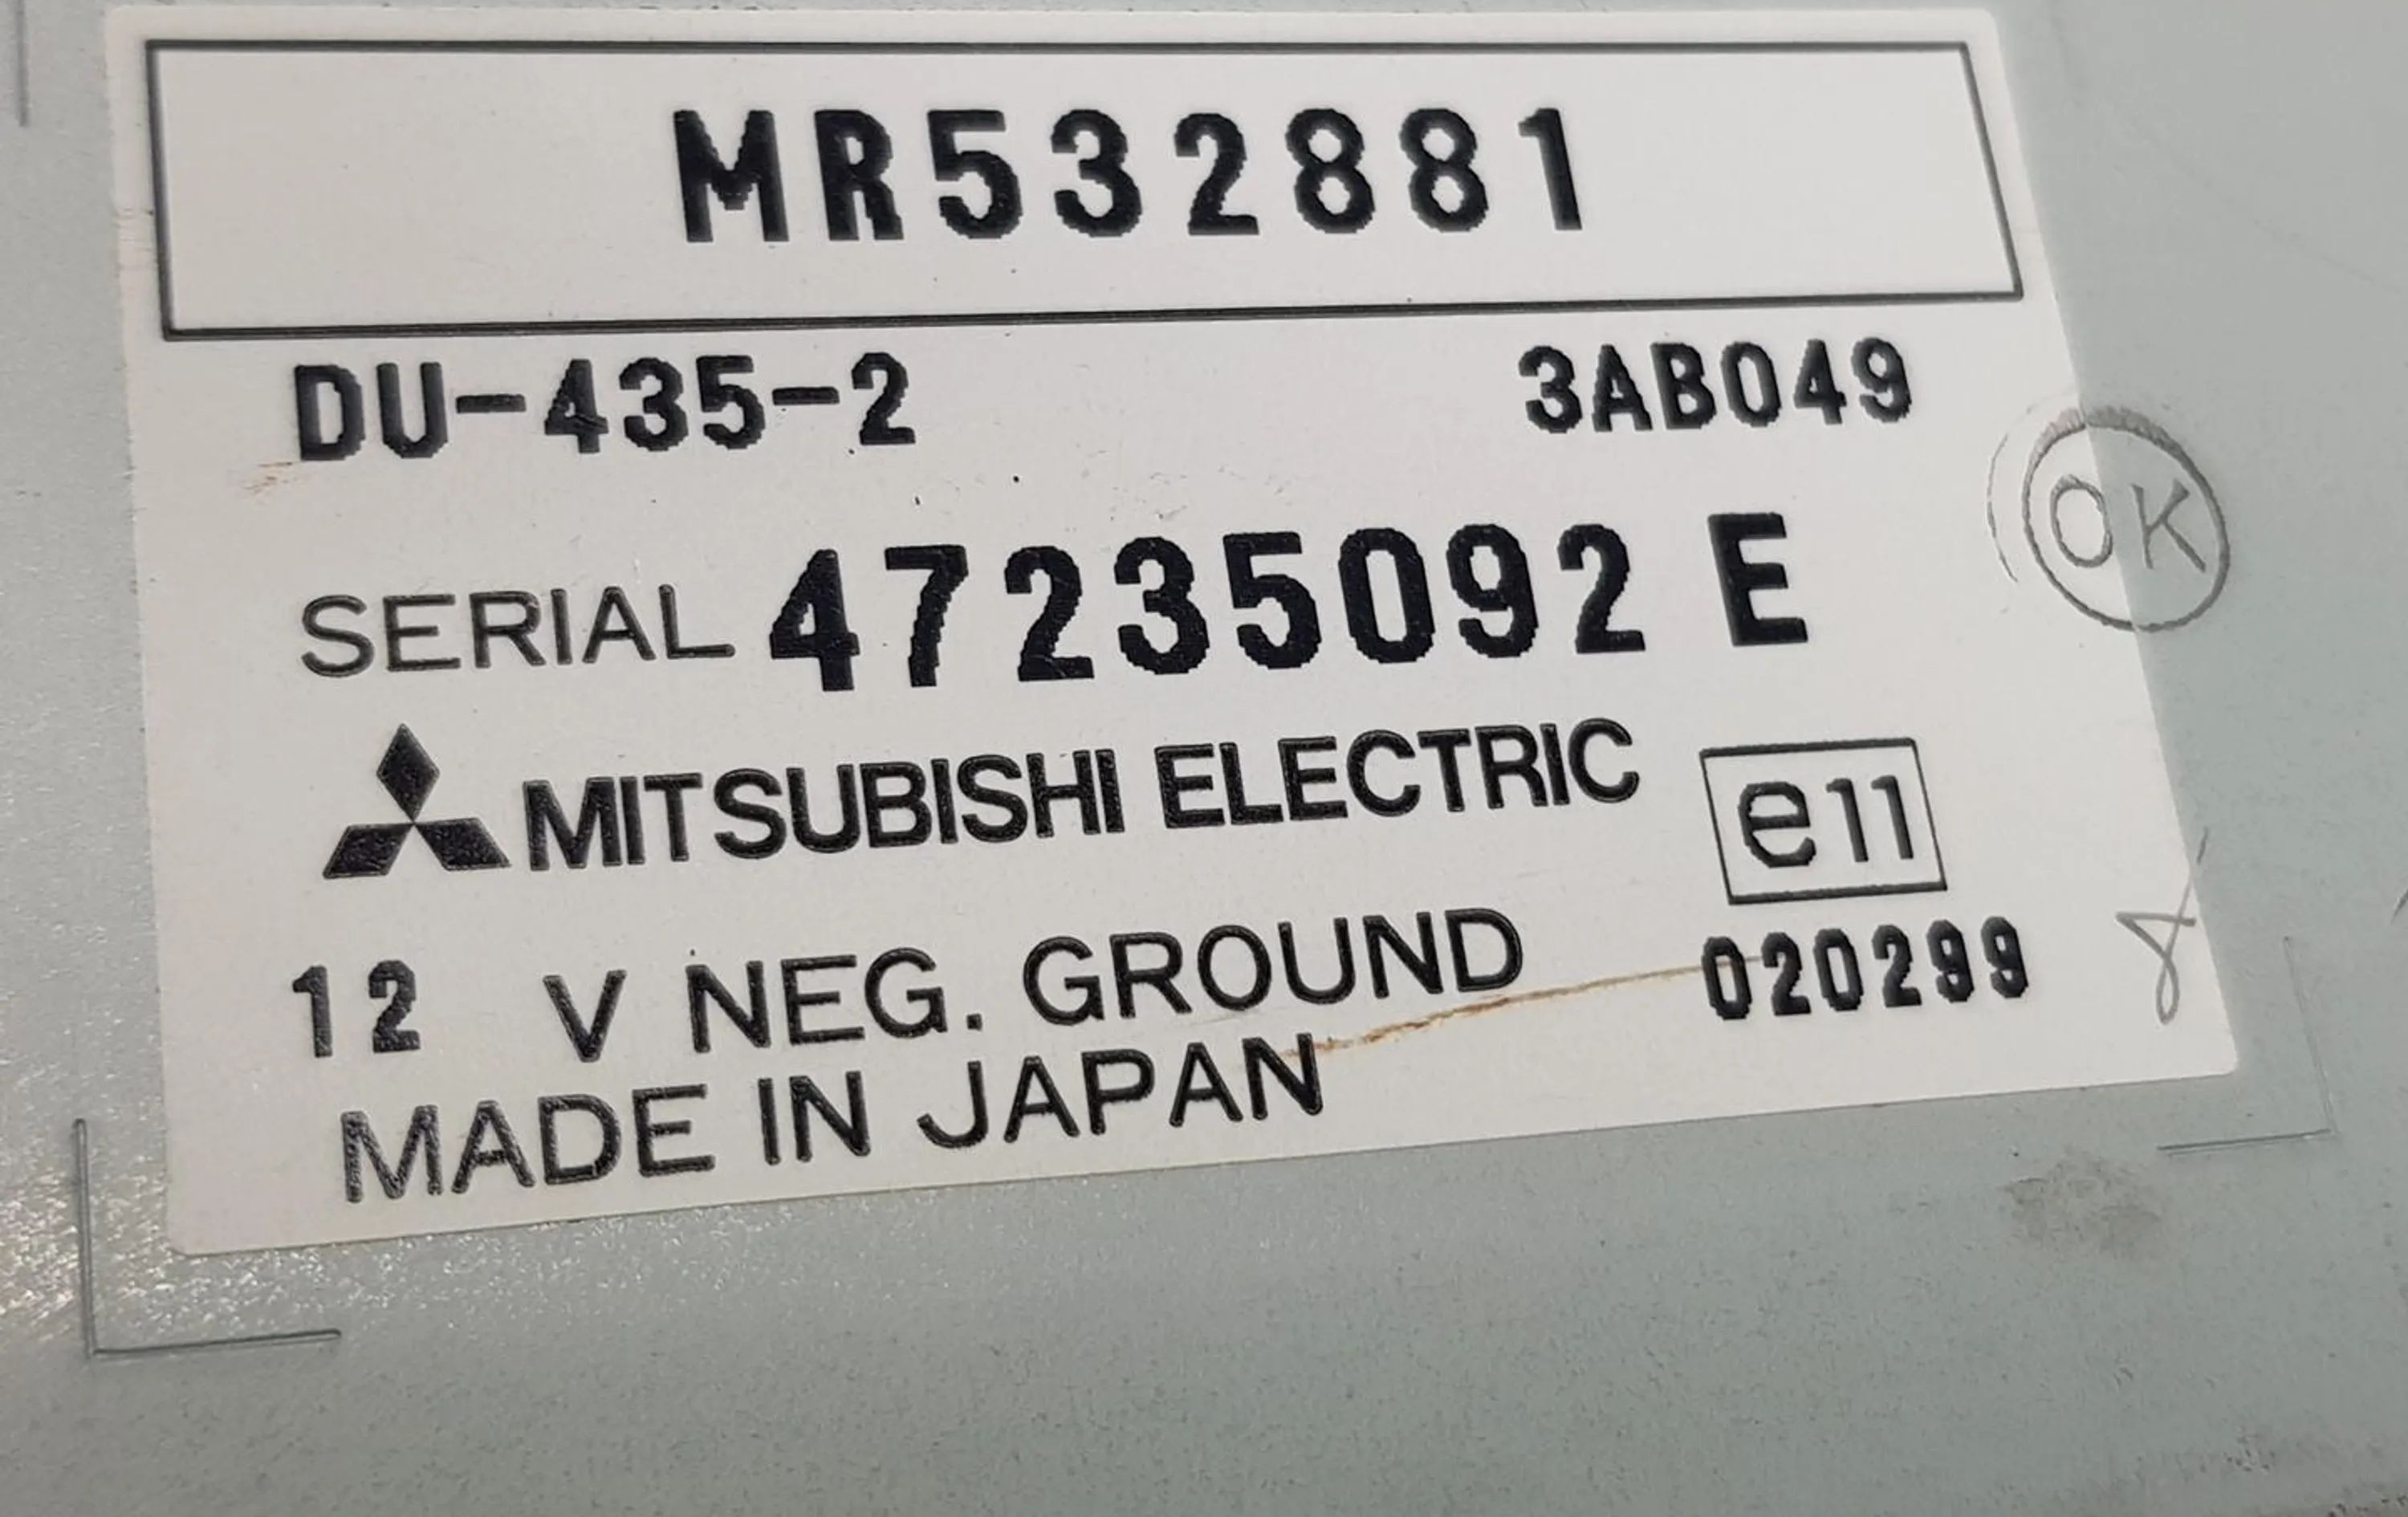 MR532881
DU-435-2 3AB049
OK
SERIAL 47235092 E
MITSUBISHI ELECTRIC e11
12 V NEG. GROUND 020299
MADE IN JAPAN